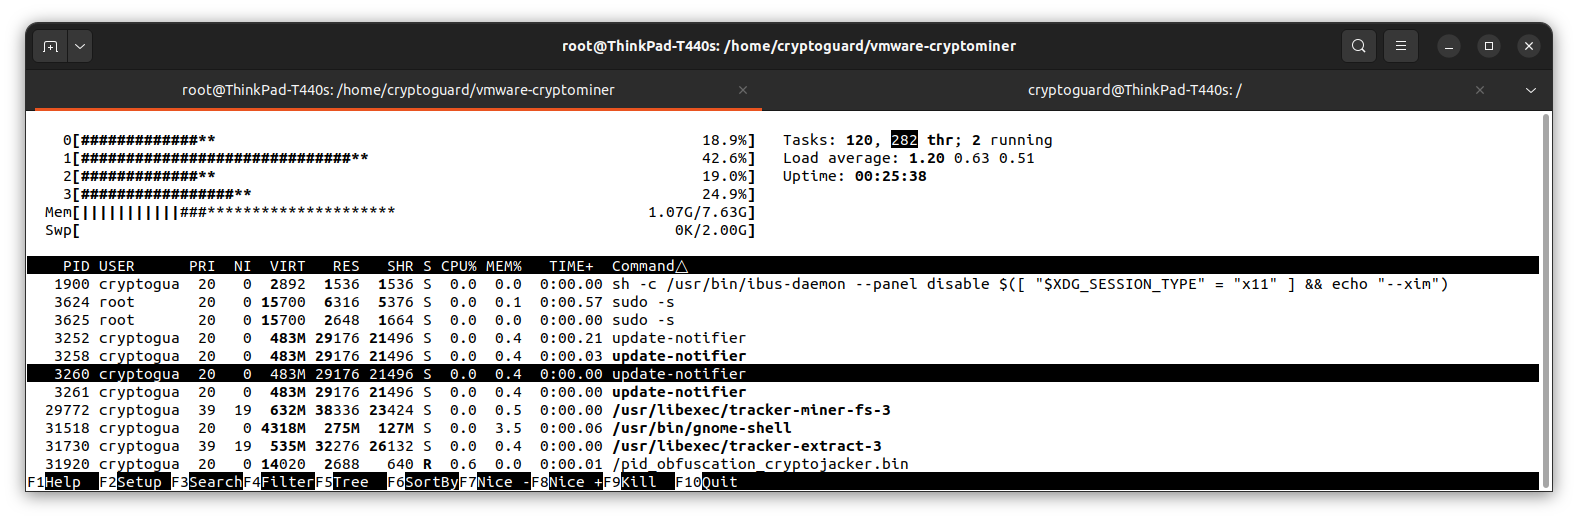 root@ThinkPad-T440s: /home/cryptoguard/vmware-cryptominer
root@ThinkPad-T440s: /home/cryptoguard/vmware-cryptominer × cryptoguard@ThinkPad-T440s: / ×
0[#############** 18.9%] Tasks: 120, 282 thr; 2 running
1[##############################** 42.6%] Load average: 1.20 0.63 0.51
2[#############** 19.0%] Uptime: 00:25:38
3[#################** 24.9%]
Mem[|||||||||||###********************* 1.07G/7.63G]
Swp[ 0K/2.00G]
PID USER PRI NI VIRT RES SHR S CPU% MEM% TIME+ Command△
1900 cryptogua 20 0 2892 1536 1536 S 0.0 0.0 0:00.00 sh -c /usr/bin/ibus-daemon --panel disable $([ "$XDG_SESSION_TYPE" = "x11" ] && echo "--xim")
3624 root 20 0 15700 6316 5376 S 0.0 0.1 0:00.57 sudo -s
3625 root 20 0 15700 2648 1664 S 0.0 0.0 0:00.00 sudo -s
3252 cryptogua 20 0 483M 29176 21496 S 0.0 0.4 0:00.21 update-notifier
3258 cryptogua 20 0 483M 29176 21496 S 0.0 0.4 0:00.03 update-notifier
3260 cryptogua 20 0 483M 29176 21496 S 0.0 0.4 0:00.00 update-notifier
3261 cryptogua 20 0 483M 29176 21496 S 0.0 0.4 0:00.00 update-notifier
29772 cryptogua 39 19 632M 38336 23424 S 0.0 0.5 0:00.00 /usr/libexec/tracker-miner-fs-3
31518 cryptogua 20 0 4318M 275M 127M S 0.0 3.5 0:00.06 /usr/bin/gnome-shell
31730 cryptogua 39 19 535M 32276 26132 S 0.0 0.4 0:00.00 /usr/libexec/tracker-extract-3
31920 cryptogua 20 0 14020 2688 640 R 0.6 0.0 0:00.01 /pid_obfuscation_cryptojacker.bin
F1Help F2Setup F3SearchF4FilterF5Tree F6SortByF7Nice -F8Nice +F9Kill F10Quit